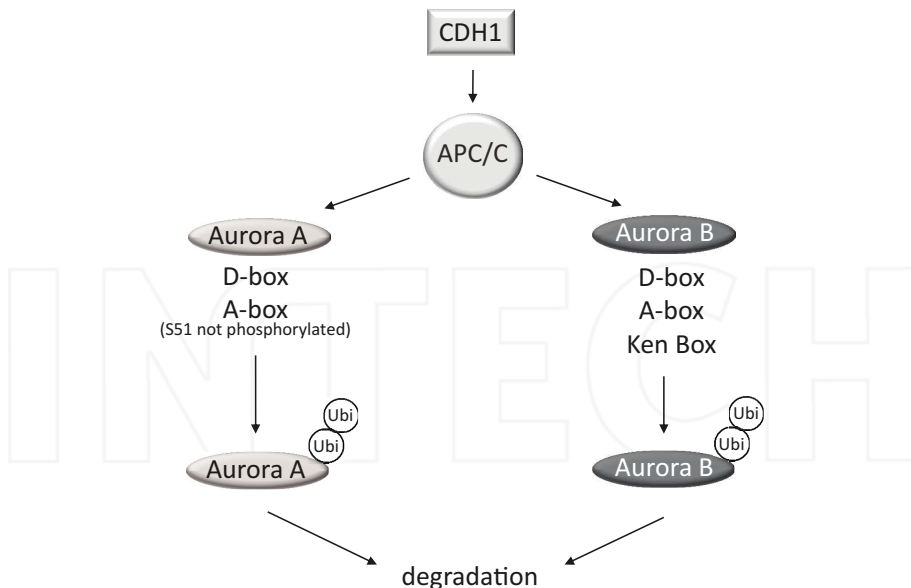 CDH1
APC/C
Aurora A
Aurora B
D-box
A-box
(S51 not phosphorylated)
D-box
A-box
Ken Box
Ubi
Ubi
Aurora A
Ubi
Ubi
Aurora B
degradation
INTECH